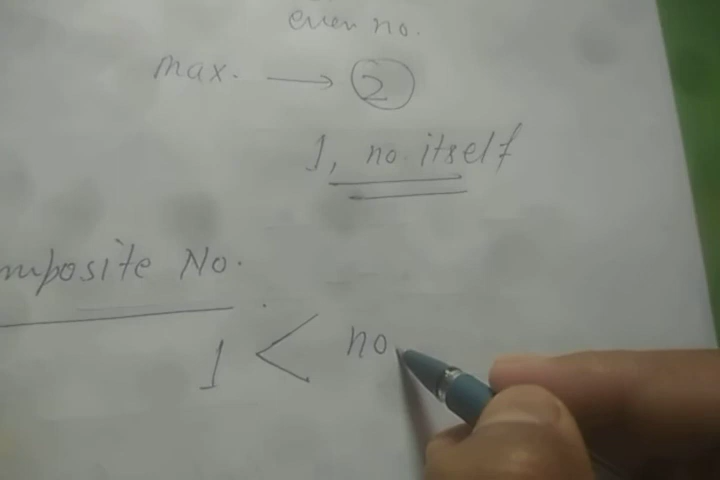 even no.
max. → 2
1, no. itself
mposite No.
1 < no